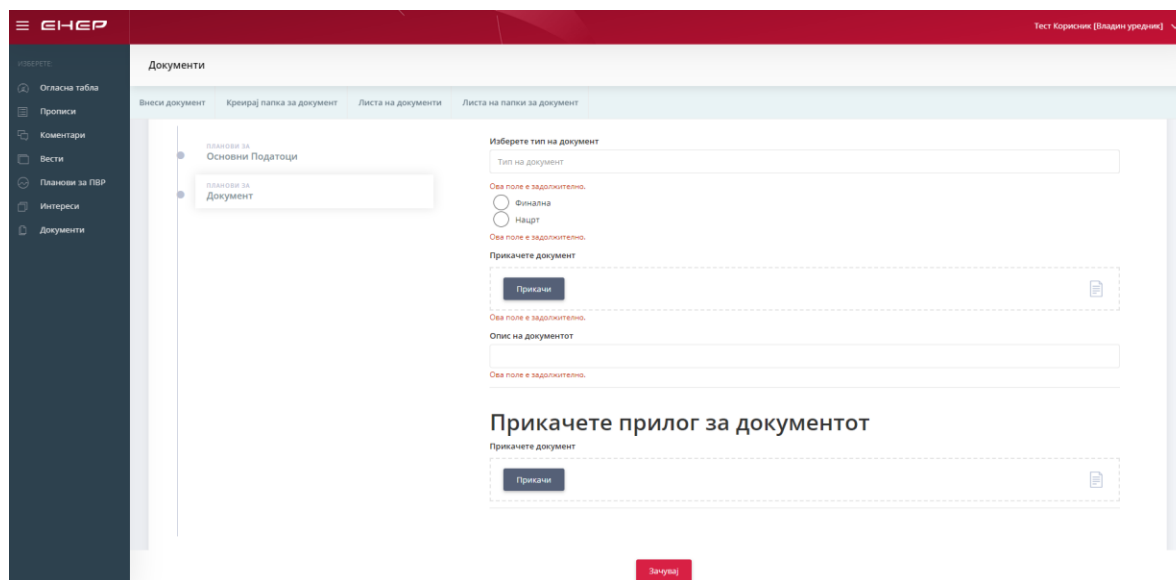 ЕНЕР
Тест Корисник [Владин уредник]
ИЗБЕРЕТЕ
Огласна табла
Прописи
Коментари
Вести
Планови за ПВР
Интереси
Документи
Документи
Внеси документ Креирај папка за документ Листа на документи Листа на папки за документ
ПЛАНОВИ ЗА
Основни Податоци
ПЛАНОВИ ЗА
Документ
Изберете тип на документ
Тип на документ
Ова поле е задолжително.
Финална
Нацрт
Ова поле е задолжително.
Прикачете документ
Прикачи
Ова поле е задолжително.
Опис на документот
Ова поле е задолжително.
Прикачете прилог за документот
Прикачете документ
Прикачи
Зачувај